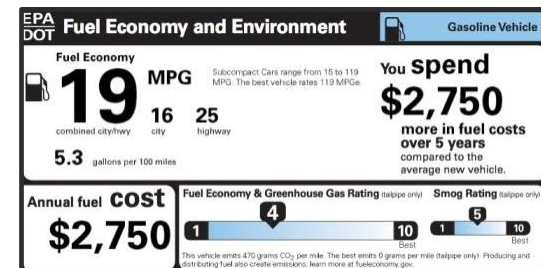 EPA
DOT
Fuel Economy and Environment
Gasoline Vehicle
Fuel Economy
19 MPG
Subcompact Cars range from 15 to 119
MPG. The best vehicle rates 119 MPGe.
16 25
combined city/hwy city highway
5.3 gallons per 100 miles
You spend
$2,750
more in fuel costs
over 5 years
compared to the
average new vehicle.
Annual fuel cost
$2,750
Fuel Economy & Greenhouse Gas Rating (tailpipe only)
4
1 10
Best
Smog Rating (tailpipe only)
5
1 10
Best
This vehicle emits 470 grams CO₂ per mile. The best emits 0 grams per mile (tailpipe only). Producing and
distributing fuel also create emissions; learn more at fueleconomy.gov.